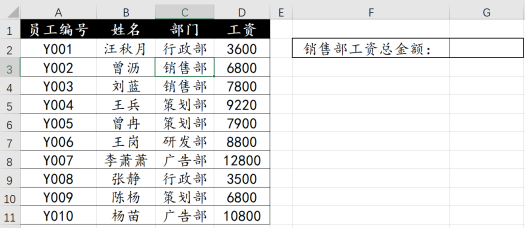 A B C D E F G
1 员工编号 姓名 部门 工资
2 Y001 汪秋月 行政部 3600 销售部工资总金额：
3 Y002 曾沥 销售部 6800
4 Y003 刘蓝 销售部 7800
5 Y004 王兵 策划部 9220
6 Y005 曾冉 策划部 7900
7 Y006 王岗 研发部 8800
8 Y007 李萧萧 广告部 12800
9 Y008 张静 行政部 3500
10 Y009 陈杨 策划部 6800
11 Y010 杨苗 广告部 10800